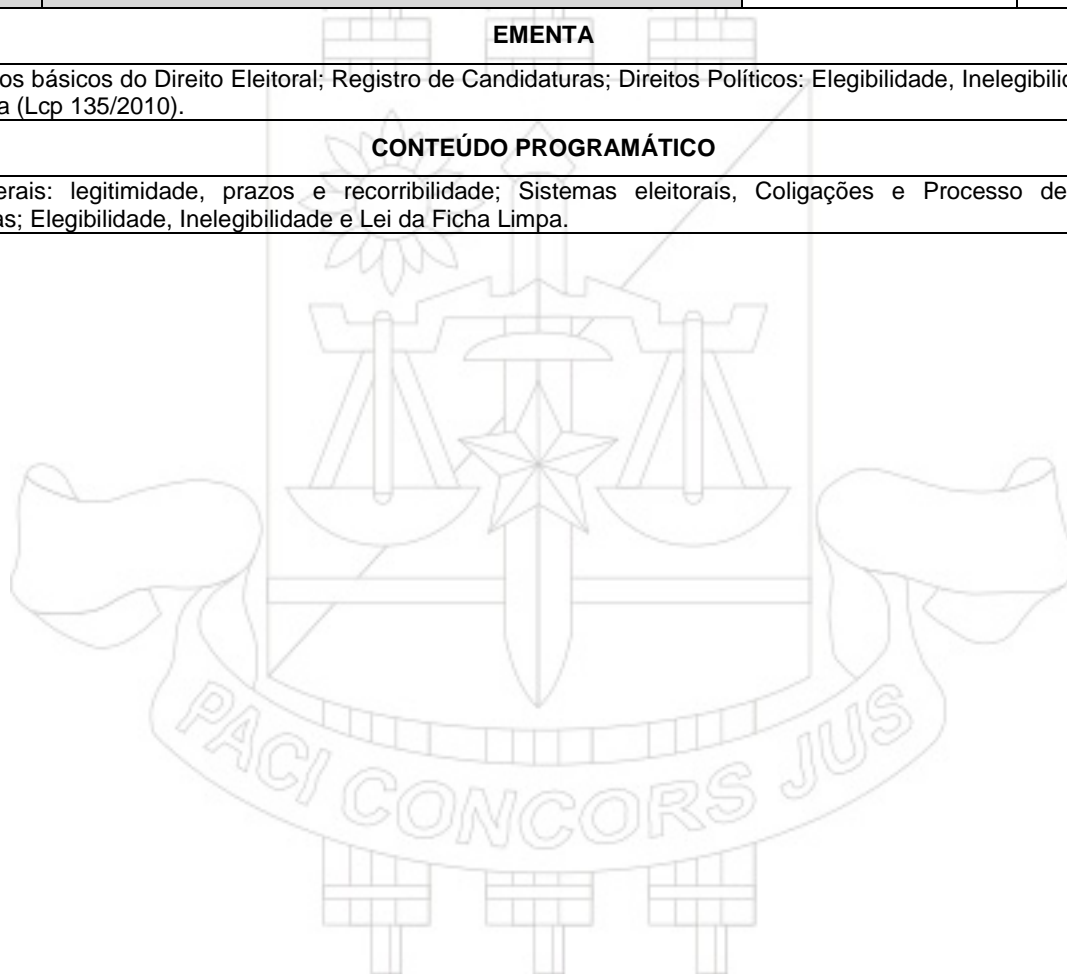 EMENTA
os básicos do Direito Eleitoral; Registro de Candidaturas; Direitos Políticos: Elegibilidade,
a (Lcp 135/2010).
CONTEÚDO PROGRAMÁTICO
erais: legitimidade, prazos e recorribilidade; Sistemas eleitorais, Coligações e Processo de
as; Elegibilidade, Inelegibilidade e Lei da Ficha Limpa.
PACI CONCORS JUS